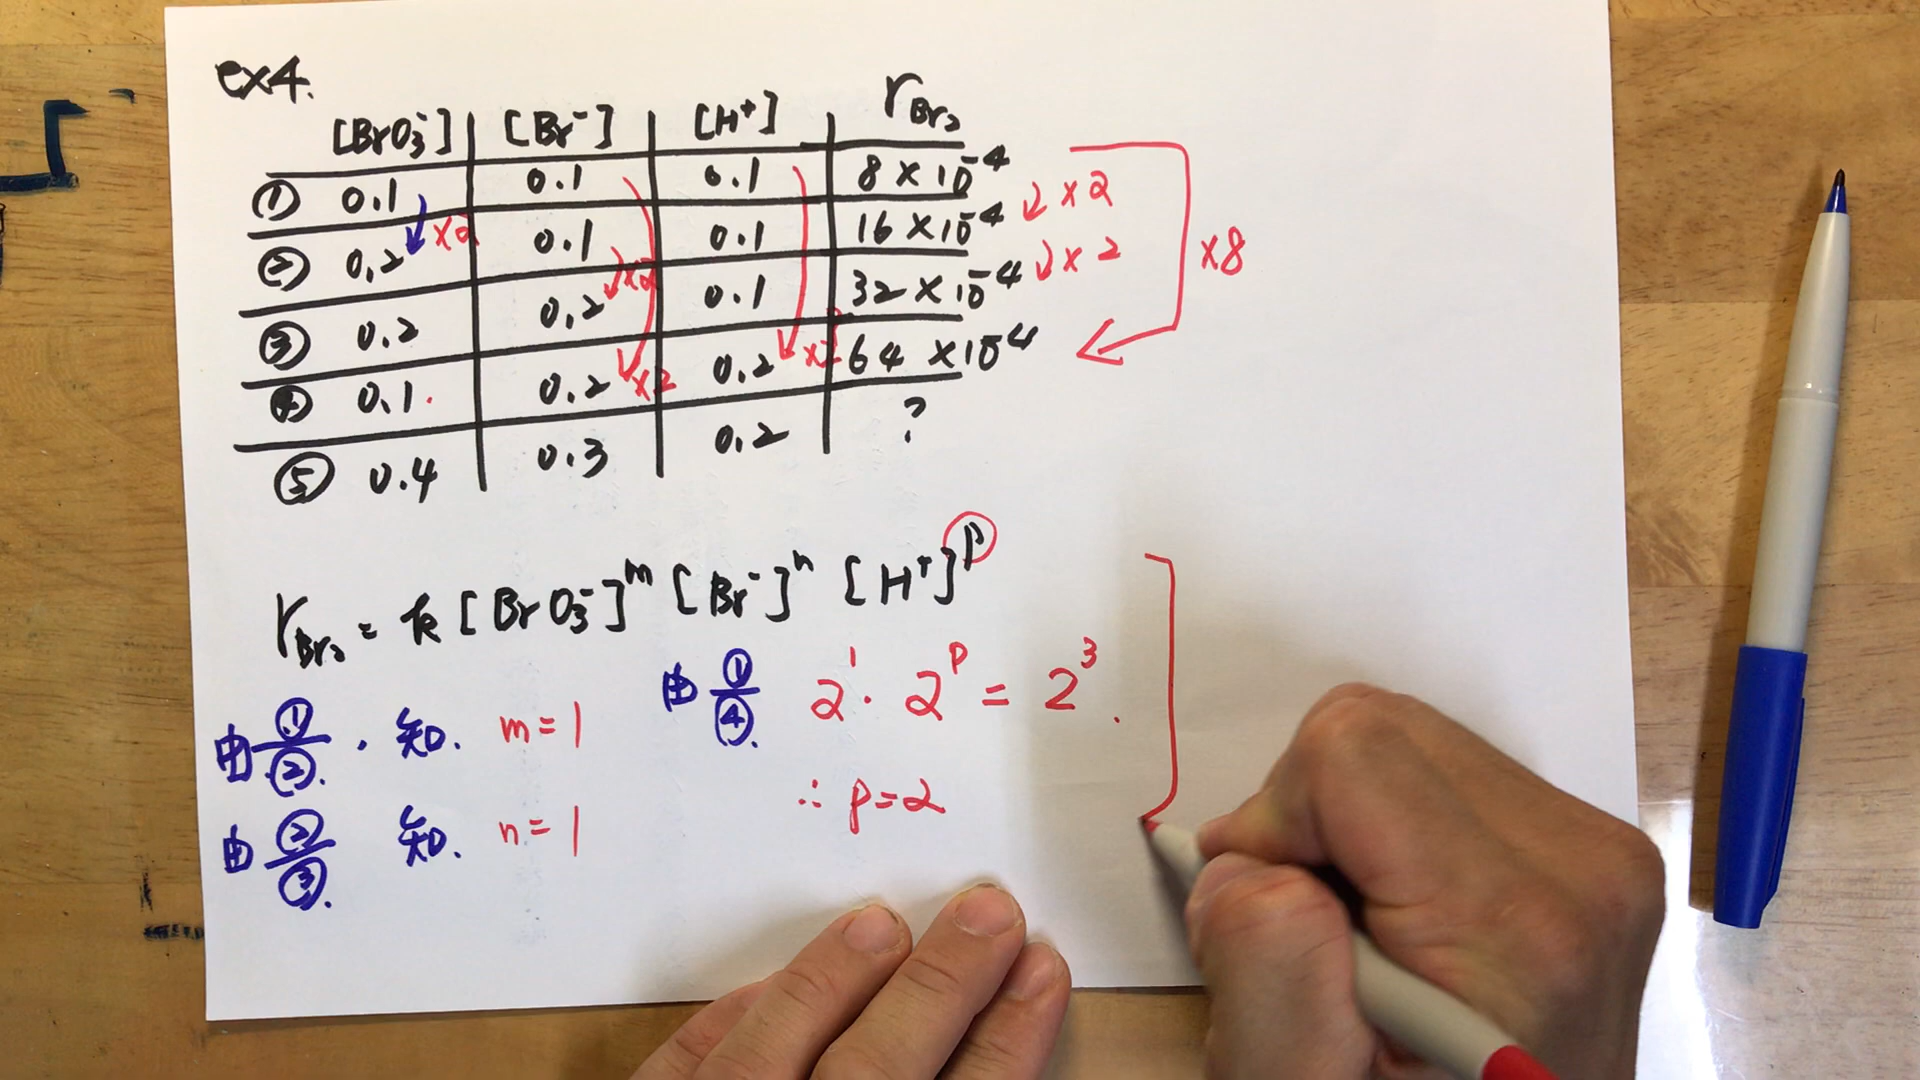 ex4.
[BrO₃⁻] [Br⁻] [H⁺] rBr₂
① 0.1 0.1 0.1 8×10⁻⁴
② 0.2 0.1 0.1 16×10⁻⁴
③ 0.2 0.2 0.1 32×10⁻⁴
④ 0.1 0.2 0.2 64×10⁻⁴
⑤ 0.4 0.3 0.2 ?
×2
×2
×2
×2
×2
×8
rBr₂ = k [BrO₃⁻]ᵐ [Br⁻]ⁿ [H⁺]ᵖ
由 ①/②. 知. m=1
由 ②/③. 知. n=1
由 ①/④. 2¹·2ᵖ = 2³.
∴ p=2